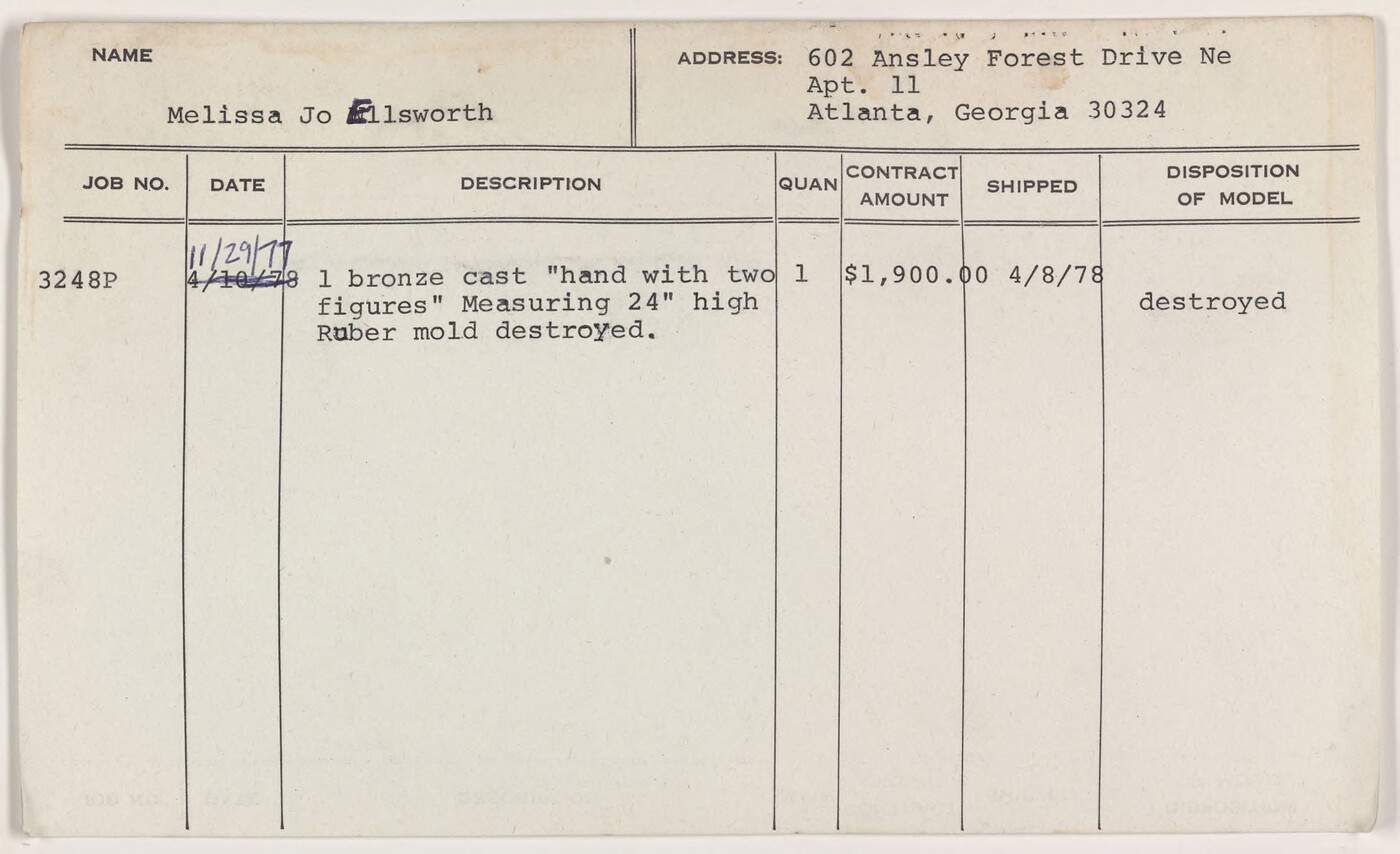 NAME
Melissa Jo Ellsworth
ADDRESS: 602 Ansley Forest Drive Ne
Apt. 11
Atlanta, Georgia 30324
JOB NO. DATE DESCRIPTION QUAN CONTRACT AMOUNT SHIPPED DISPOSITION OF MODEL
11/29/77
3248P 4/10/78 1 bronze cast "hand with two 1 $1,900.00 4/8/78
figures" Measuring 24" high destroyed
Ruber mold destroyed.